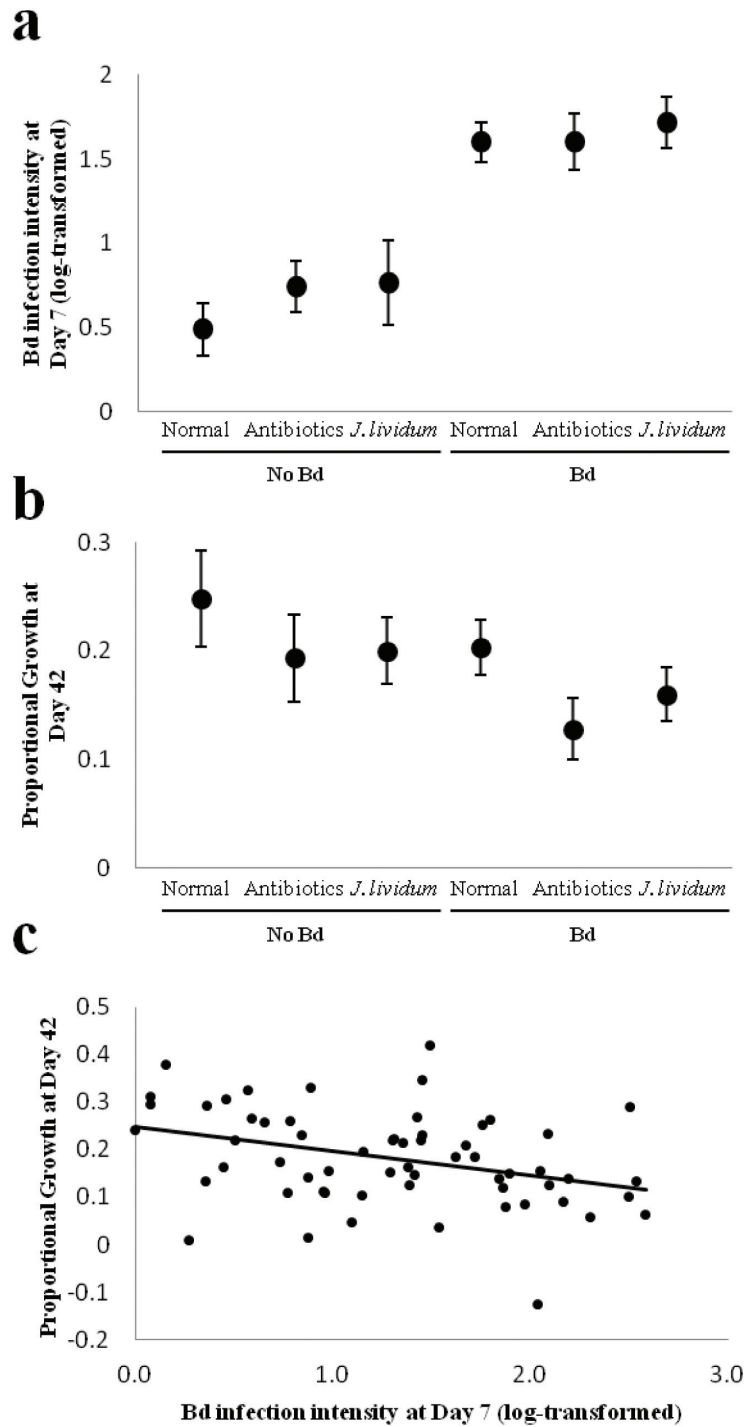 a
Bd infection intensity at
Day 7 (log-transformed)
2
1.5
1
0.5
0
Normal Antibiotics J.lividum Normal Antibiotics J.lividum
No Bd Bd
b
Proportional Growth at
Day 42
0.3
0.2
0.1
0
Normal Antibiotics J.lividum Normal Antibiotics J.lividum
No Bd Bd
c
Proportional Growth at Day 42
0.5
0.4
0.3
0.2
0.1
0
-0.1
-0.2
0.0 1.0 2.0 3.0
Bd infection intensity at Day 7 (log-transformed)